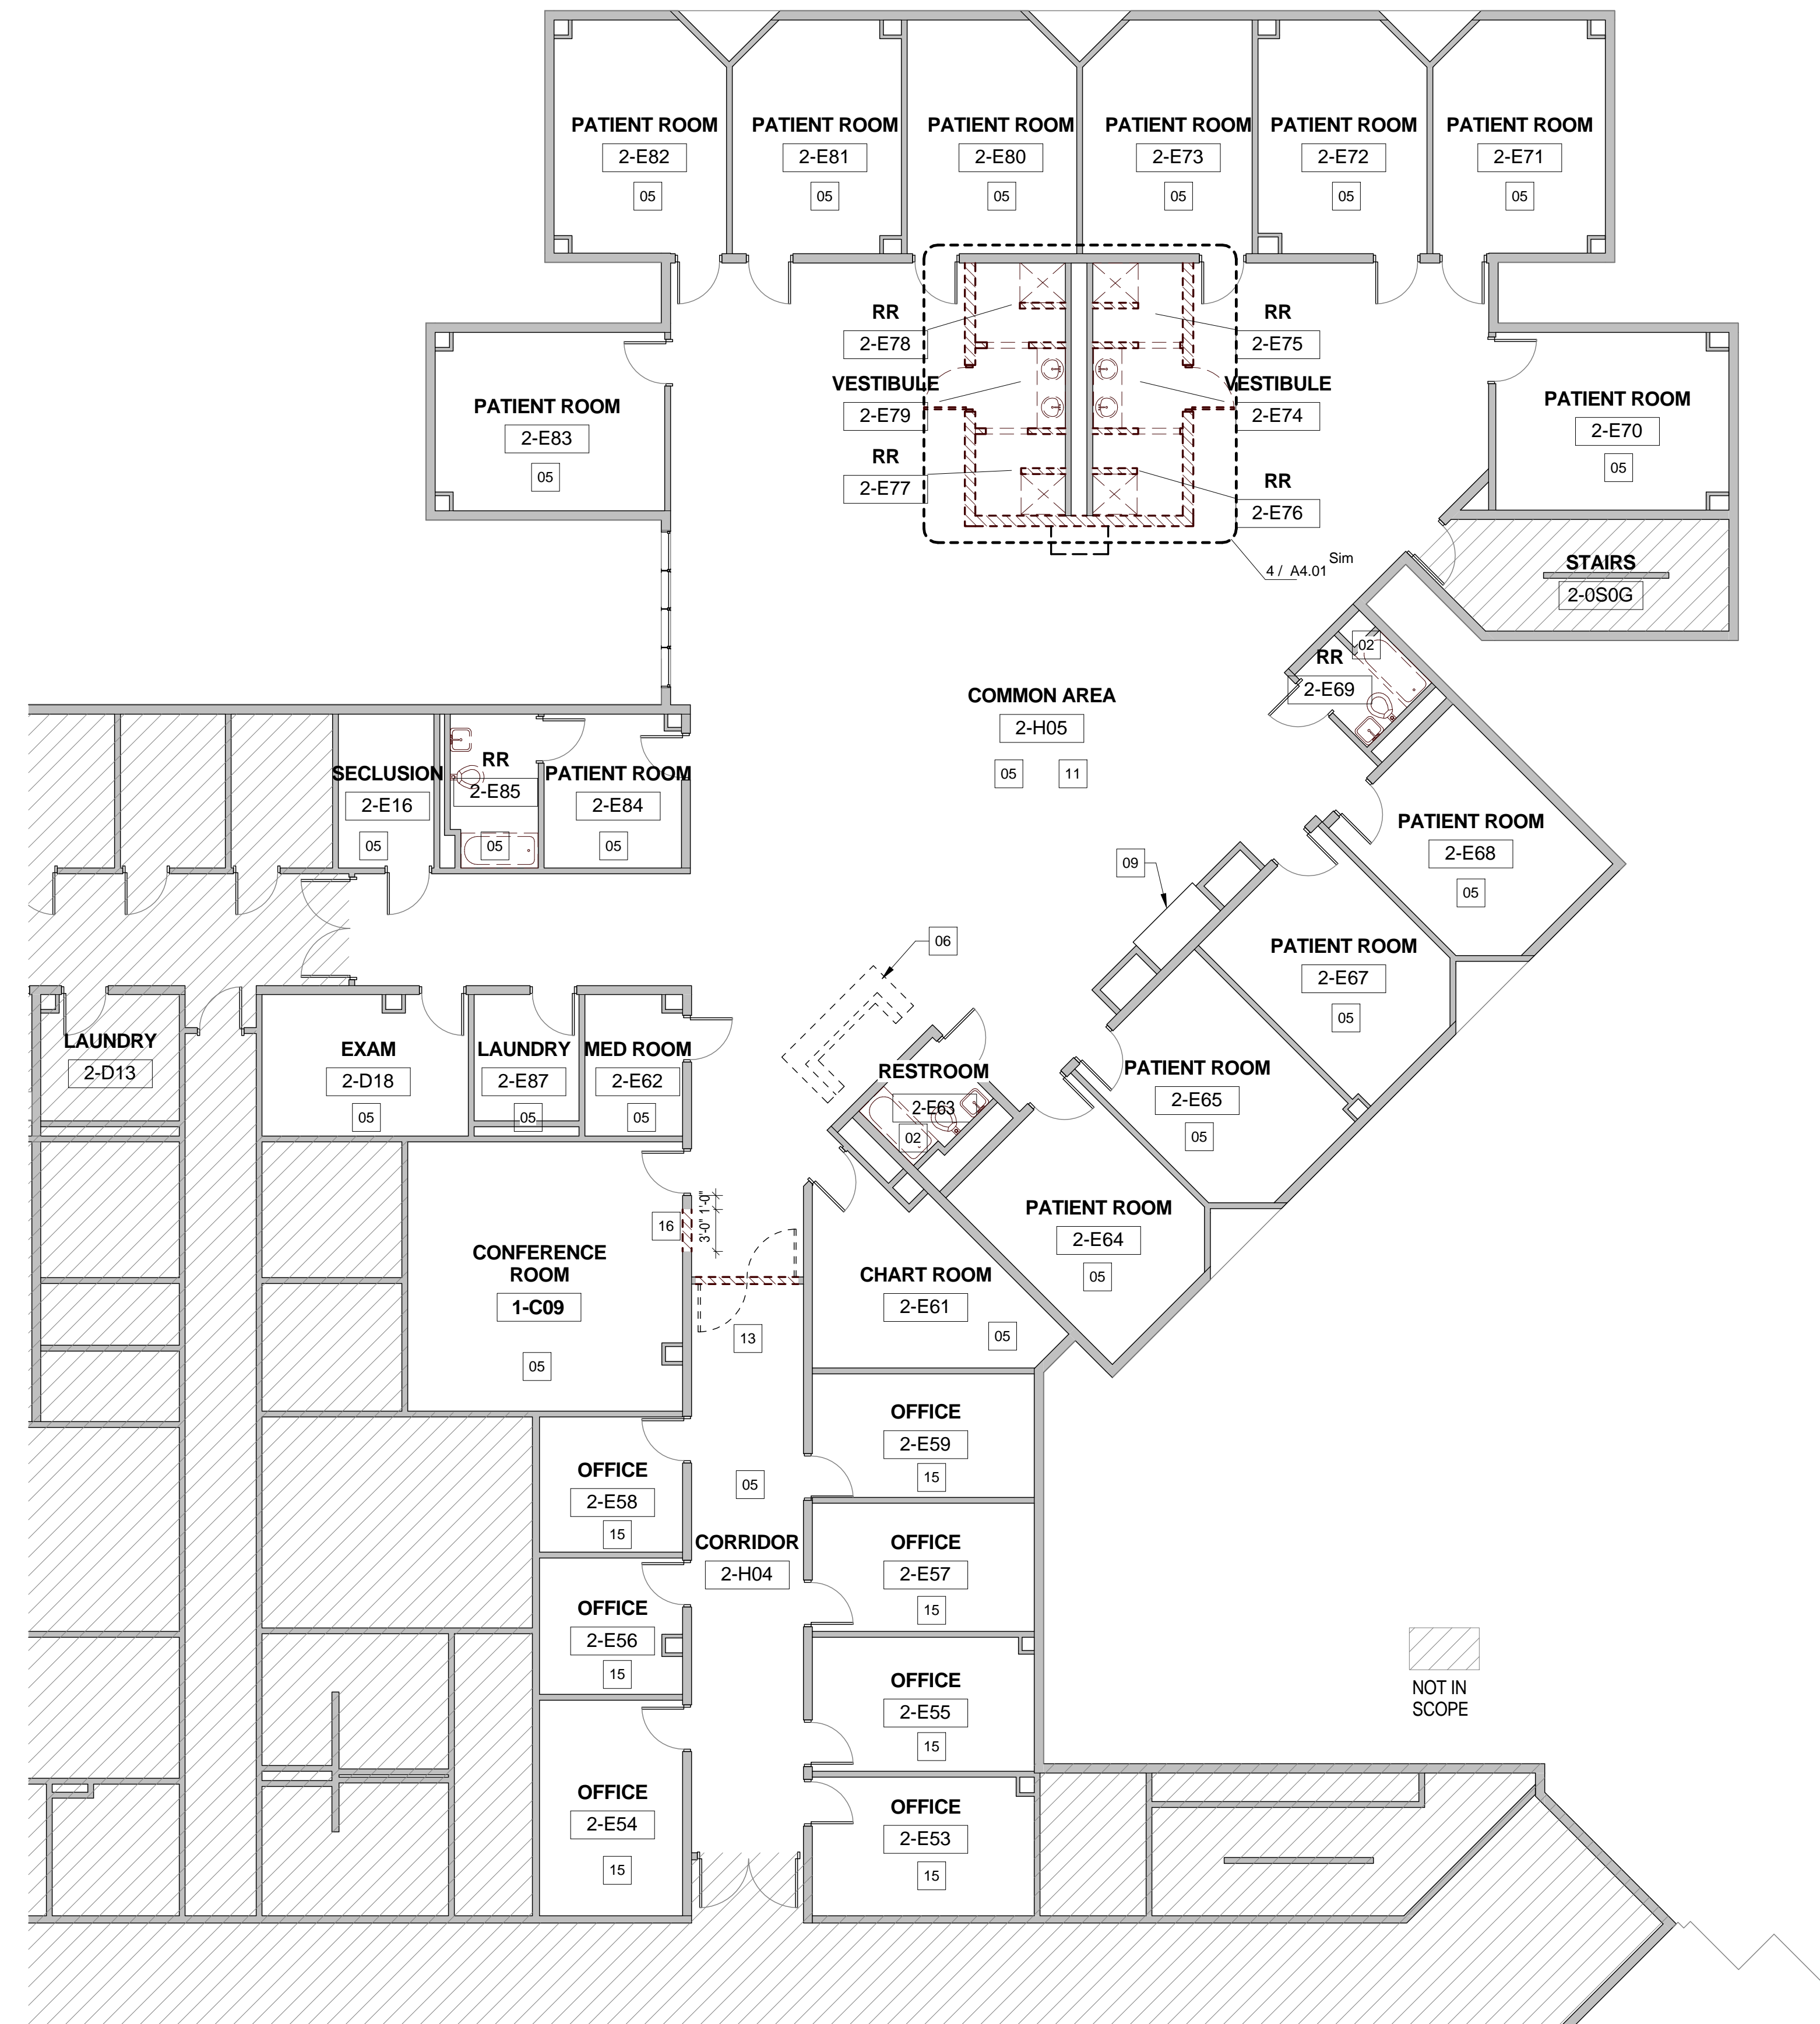 PATIENT ROOM
2-E82
05
PATIENT ROOM
2-E81
05
PATIENT ROOM
2-E80
05
PATIENT ROOM
2-E73
05
PATIENT ROOM
2-E72
05
PATIENT ROOM
2-E71
05
RR
2-E78
VESTIBULE
2-E79
RR
2-E77
RR
2-E75
VESTIBULE
2-E74
RR
2-E76
4 / A4.01
Sim
PATIENT ROOM
2-E83
05
PATIENT ROOM
2-E70
05
STAIRS
2-0S0G
02
RR
2-E69
COMMON AREA
2-H05
05
11
SECLUSION
2-E16
05
RR
2-E85
05
PATIENT ROOM
2-E84
05
PATIENT ROOM
2-E68
05
09
06
PATIENT ROOM
2-E67
05
LAUNDRY
2-D13
EXAM
2-D18
05
LAUNDRY
2-E87
05
MED ROOM
2-E62
05
RESTROOM
2-E63
02
PATIENT ROOM
2-E65
05
PATIENT ROOM
2-E64
05
16
1'-0"
3'-0"
CONFERENCE
ROOM
1-C09
05
13
CHART ROOM
2-E61
05
OFFICE
2-E59
15
OFFICE
2-E58
15
05
CORRIDOR
2-H04
OFFICE
2-E57
15
OFFICE
2-E56
15
OFFICE
2-E55
15
OFFICE
2-E54
15
OFFICE
2-E53
15
NOT IN
SCOPE